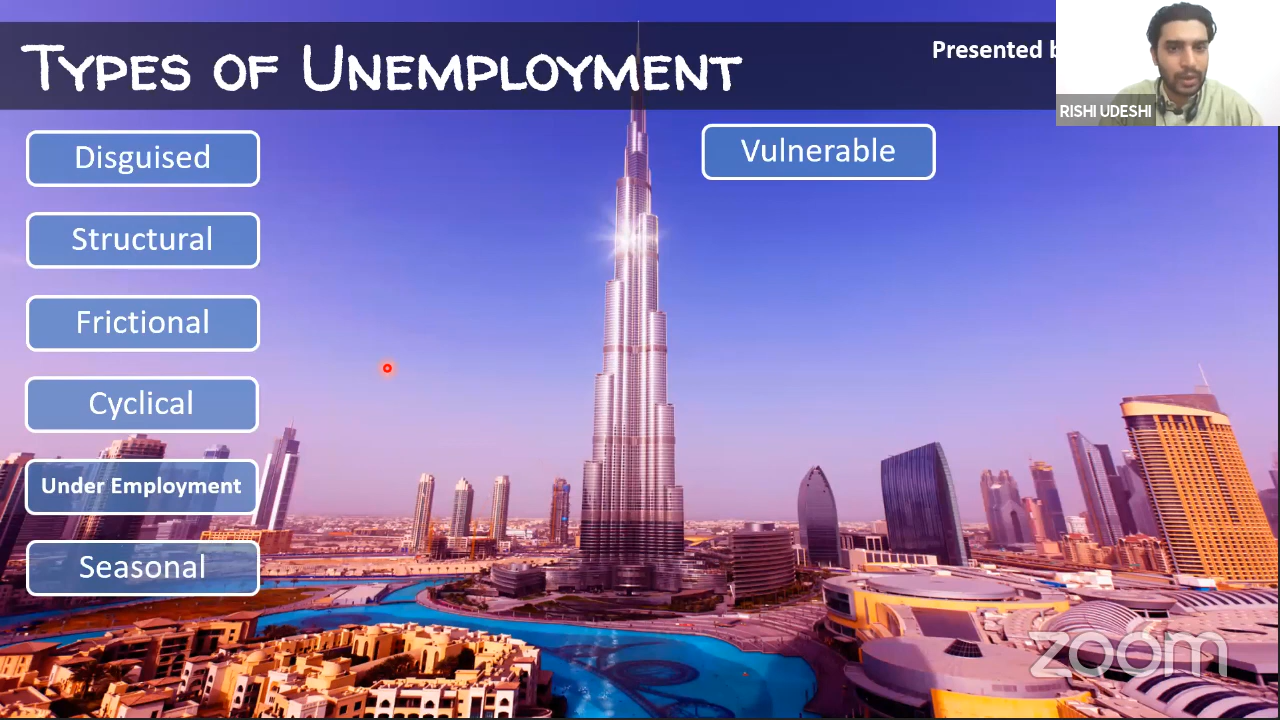 Types of Unemployment
Presented b
RISHI UDESHI
Disguised
Vulnerable
Structural
Frictional
Cyclical
Under Employment
Seasonal
zoom